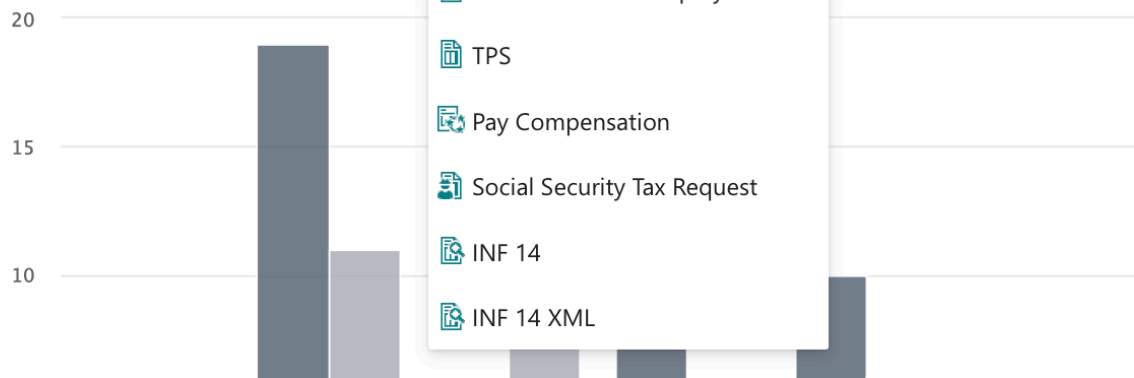 20
TPS
Pay Compensation
15
Social Security Tax Request
INF 14
10
INF 14 XML